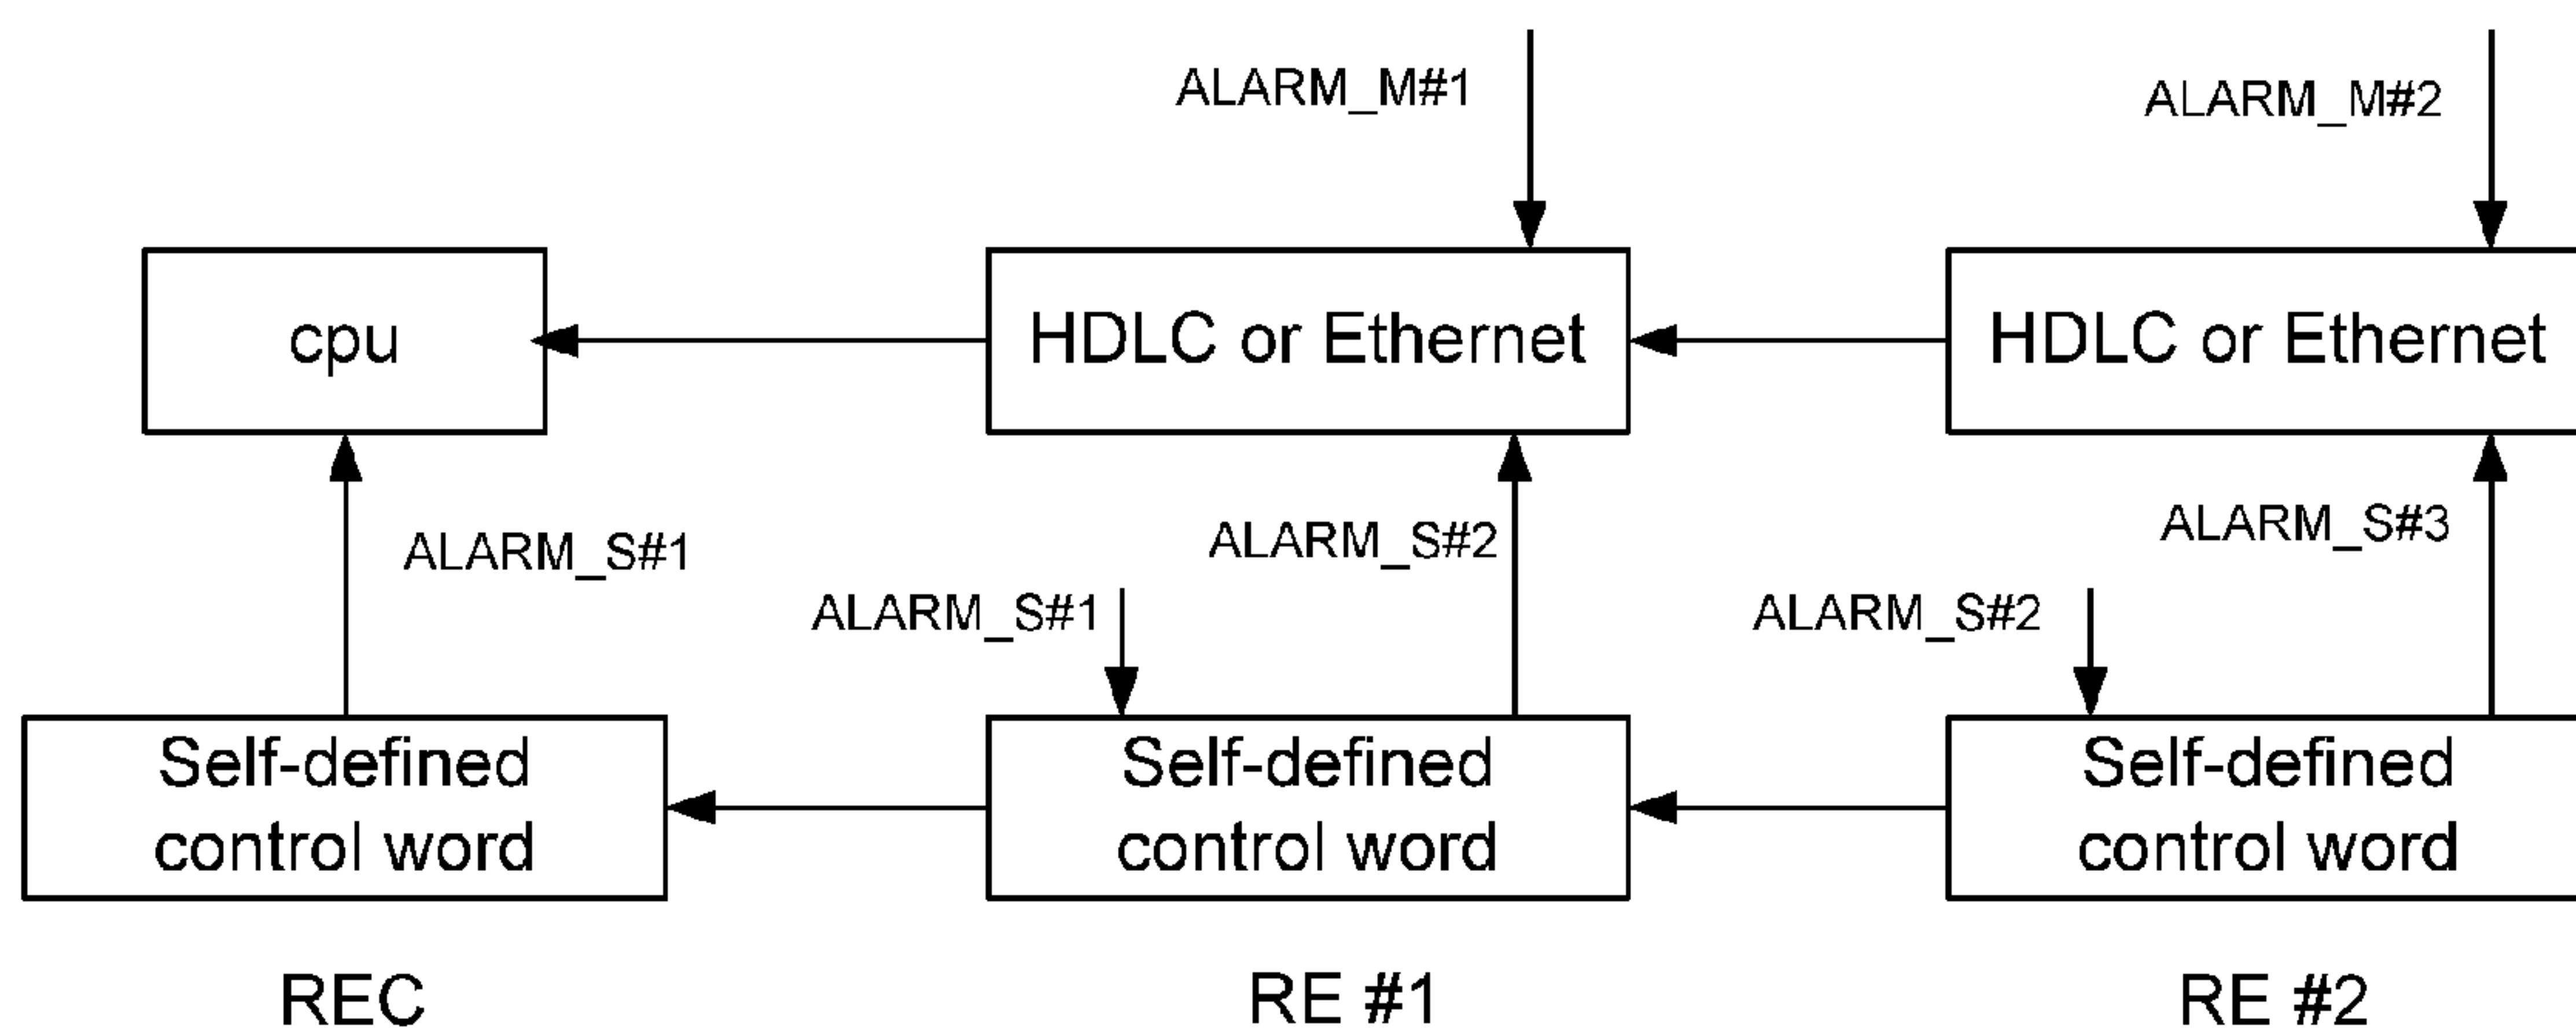 ALARM_M#1
ALARM_M#2
cpu
HDLC or Ethernet
HDLC or Ethernet
ALARM_S#1
ALARM_S#2
ALARM_S#3
ALARM_S#1
ALARM_S#2
Self-defined
control word
Self-defined
control word
Self-defined
control word
REC
RE #1
RE #2